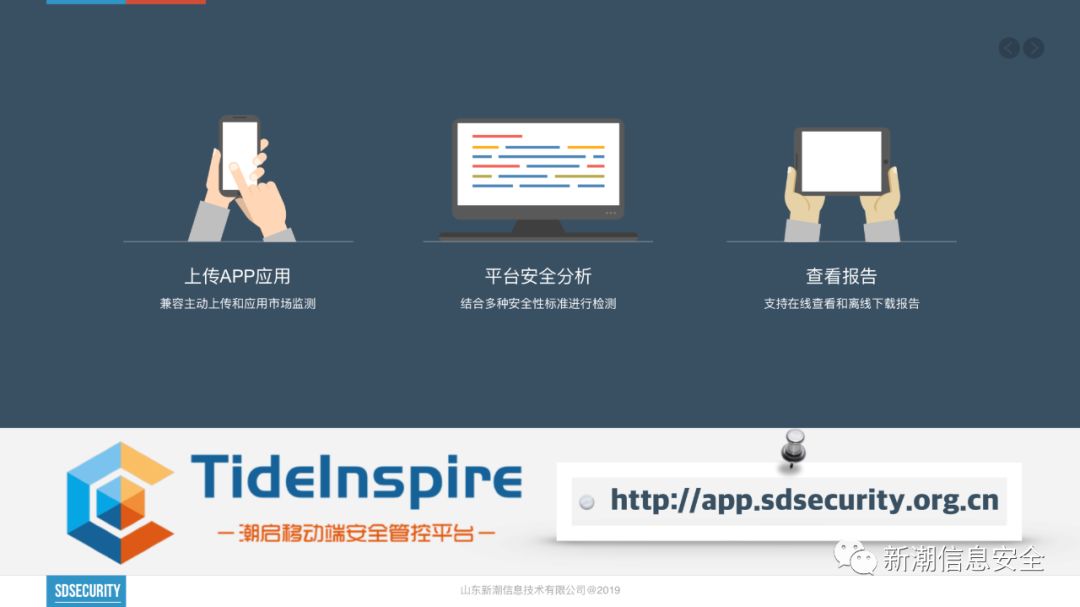 上传APP应用
兼容主动上传和应用市场监测
平台安全分析
结合多种安全性标准进行检测
查看报告
支持在线查看和离线下载报告
TideInspire
潮启移动端安全管控平台
http://app.sdsecurity.org.cn
新潮信息安全
SDSECURITY
山东新潮信息技术有限公司@2019